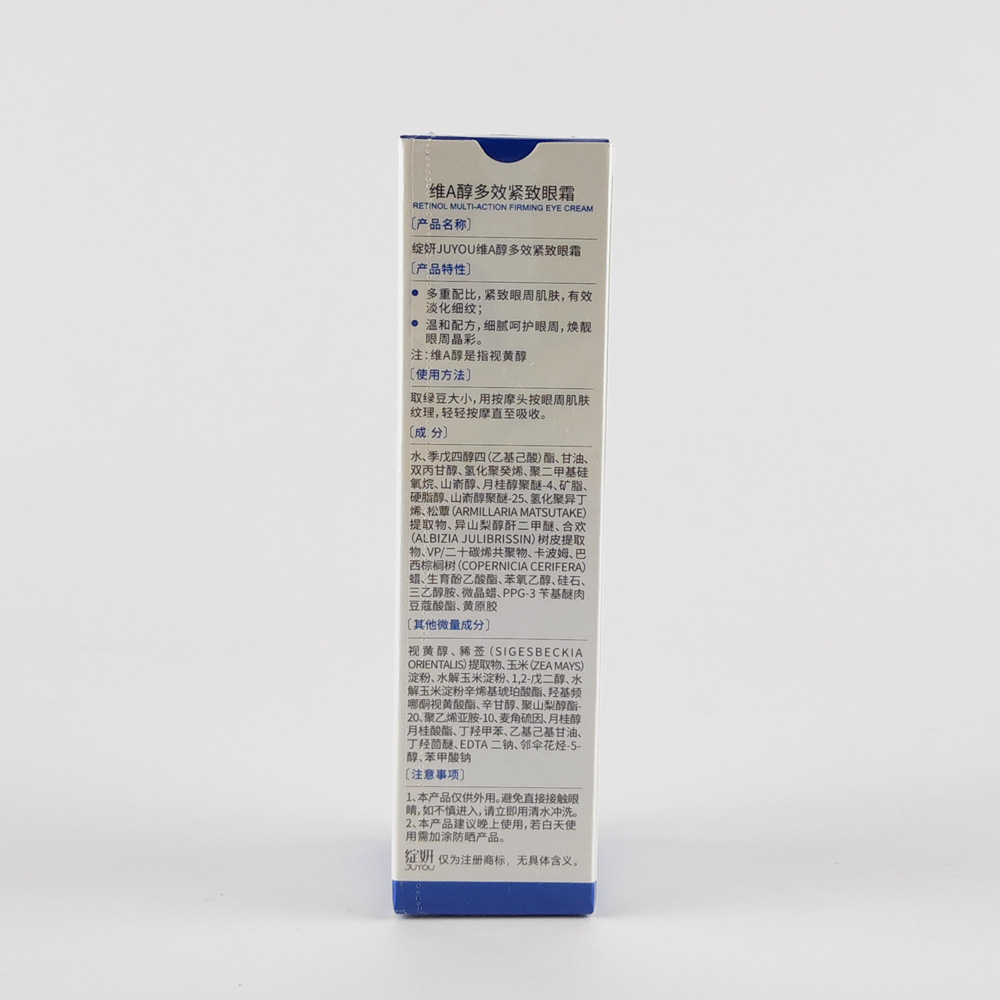 维A醇多效紧致眼霜
RETINOL MULTI-ACTION FIRMING EYE CREAM
〔产品名称〕
绽妍JUYOU维A醇多效紧致眼霜
〔产品特性〕
● 多重配比，紧致眼周肌肤，有效
淡化细纹；
● 温和配方，细腻呵护眼周，焕靓
眼周晶彩。
注：维A醇是指视黄醇
〔使用方法〕
取绿豆大小，用按摩头按眼周肌肤
纹理，轻轻按摩直至吸收。
〔成分〕
水、季戊四醇四（乙基己酸）酯、甘油、
双丙甘醇、氢化聚癸烯、聚二甲基硅
氧烷、山嵛醇、月桂醇聚醚-4、矿脂、
硬脂醇、山嵛醇聚醚-25、氢化聚异丁
烯、松蕈（ARMILLARIA MATSUTAKE）
提取物、异山梨醇酐二甲醚、合欢
（ALBIZIA JULIBRISSIN）树皮提取
物、VP/二十碳烯共聚物、卡波姆、巴
西棕榈树（COPERNICIA CERIFERA）
蜡、生育酚乙酸酯、苯氧乙醇、硅石、
三乙醇胺、微晶蜡、PPG-3 苄基醚肉
豆蔻酸酯、黄原胶
〔其他微量成分〕
视黄醇、豨莶（SIGESBECKIA
ORIENTALIS）提取物、玉米（ZEA MAYS）
淀粉、水解玉米淀粉、1,2-戊二醇、水
解玉米淀粉辛烯基琥珀酸酯、羟基频
哪酮视黄酸酯、辛甘醇、聚山梨醇酯-
20、聚乙烯亚胺-10、麦角硫因、月桂醇
月桂酸酯、丁羟甲苯、乙基己基甘油、
丁羟茴醚、EDTA 二钠、邻伞花烃-5-
醇、苯甲酸钠
〔注意事项〕
1、本产品仅供外用。避免直接接触眼
睛，如不慎进入，请立即用清水冲洗。
2、本产品建议晚上使用，若白天使
用需加涂防晒产品。
绽妍 仅为注册商标，无具体含义。
JUYOU